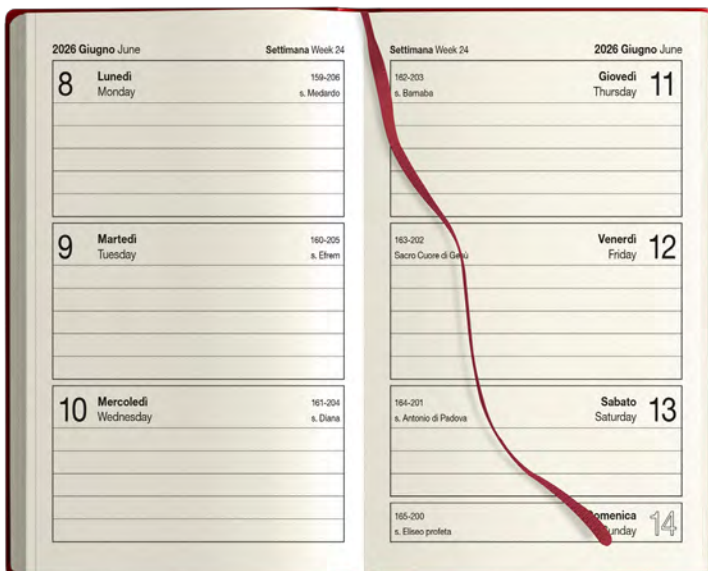 2026 Giugno June Settimana Week 24
8 Lunedì 159-206
Monday s. Medardo
9 Martedì 160-205
Tuesday s. Efrem
10 Mercoledì 161-204
Wednesday s. Diana
Settimana Week 24 2026 Giugno June
162-203 Giovedì 11
s. Barnaba Thursday
163-202 Venerdì 12
Sacro Cuore di Gesù Friday
164-201 Sabato 13
s. Antonio di Padova Saturday
165-200 Domenica 14
s. Eliseo profeta Sunday